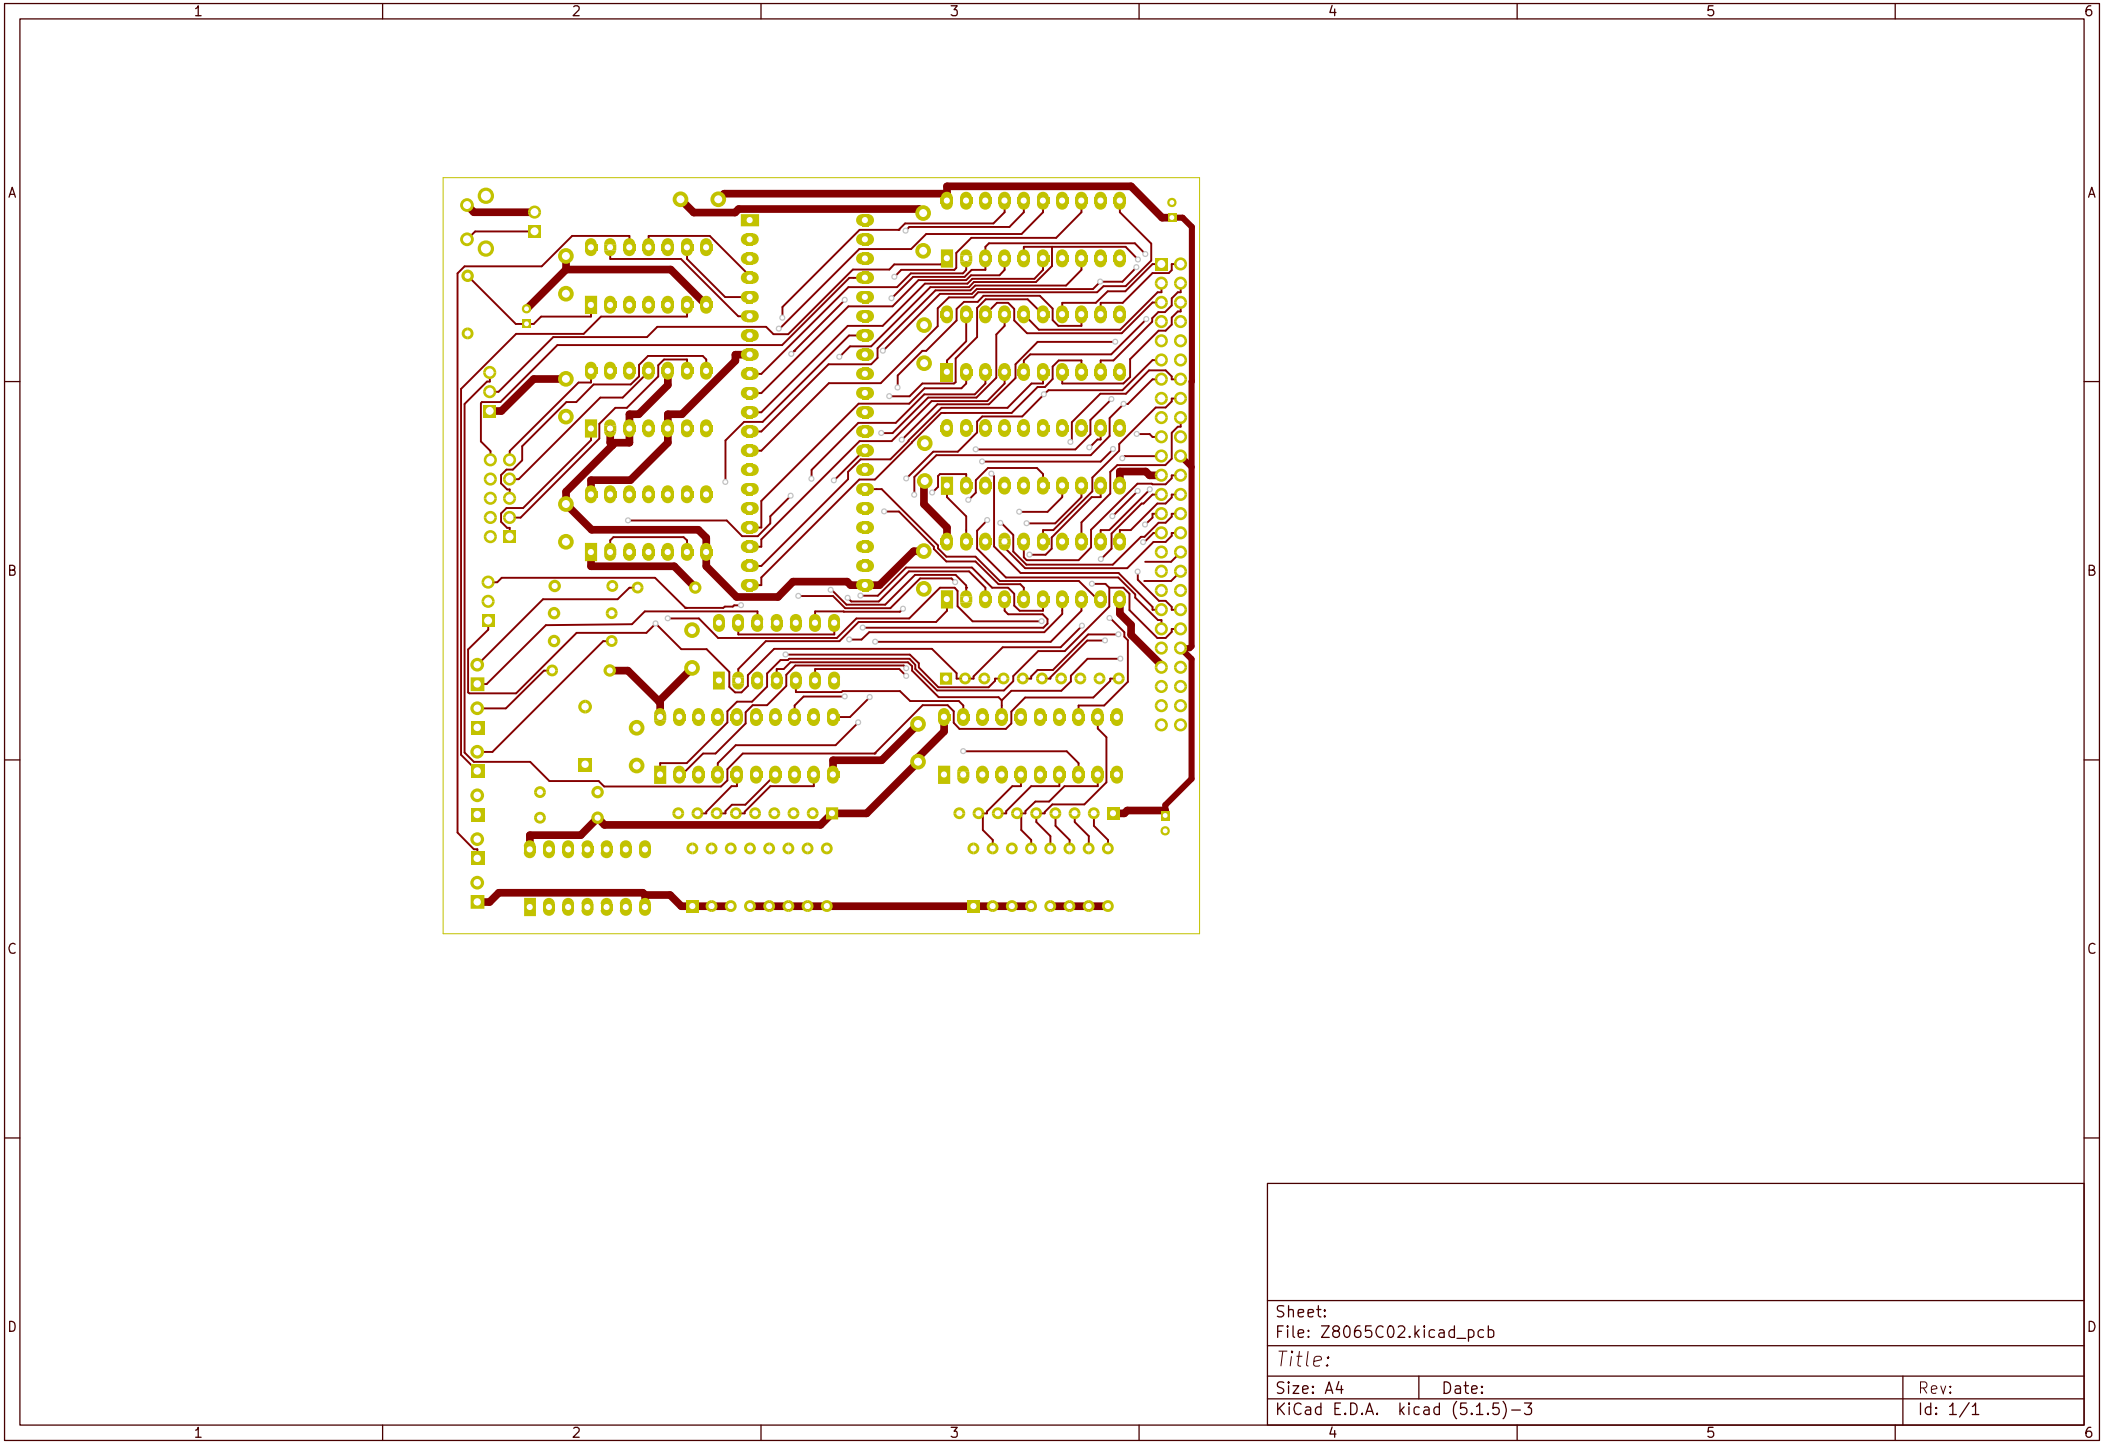 1 2 3 4 5 6
A A
B B
C C
D D
Sheet:
File: Z8065C02.kicad_pcb
Title:
Size: A4 Date: Rev:
KiCad E.D.A. kicad (5.1.5)-3 Id: 1/1
1 2 3 4 5 6